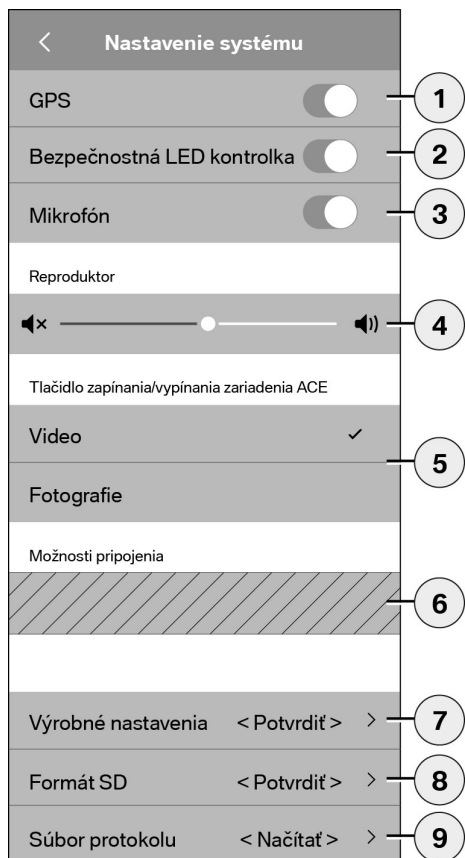 Nastavenie systému
GPS 1
Bezpečnostná LED kontrolka 2
Mikrofón 3
Reproduktor
4
Tlačidlo zapínania/vypínania zariadenia ACE
Video
5
Fotografie
Možnosti pripojenia
6
Výrobné nastavenia < Potvrdiť > 7
Formát SD < Potvrdiť > 8
Súbor protokolu < Načítať > 9